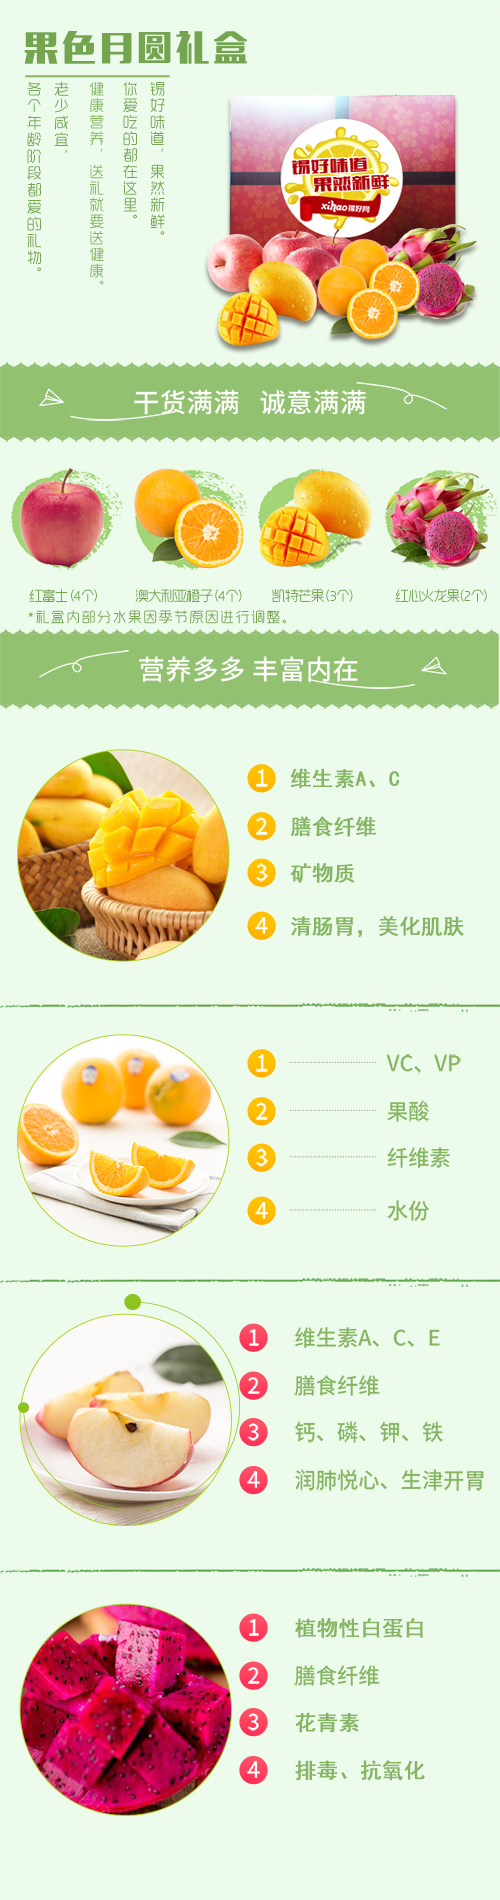 果色月圆礼盒
锡好味道，果然新鲜。
你爱吃的都在这里。
健康营养，送礼就要送健康。
老少咸宜，
各个年龄阶段都爱的礼物。
锡好味道
果然新鲜
xihao锡好网
干货满满 诚意满满
红富士(4个)
澳大利亚橙子(4个)
凯特芒果(3个)
红心火龙果(2个)
*礼盒内部分水果因季节原因进行调整。
营养多多 丰富内在
1 维生素A、C
2 膳食纤维
3 矿物质
4 清肠胃，美化肌肤
1 VC、VP
2 果酸
3 纤维素
4 水份
1 维生素A、C、E
2 膳食纤维
3 钙、磷、钾、铁
4 润肺悦心、生津开胃
1 植物性白蛋白
2 膳食纤维
3 花青素
4 排毒、抗氧化